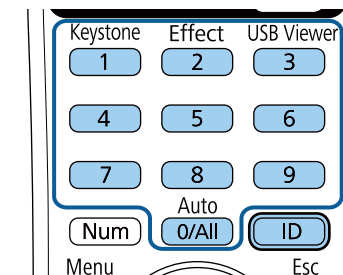 Keystone Effect USB Viewer
1 2 3
4 5 6
7 8 9
Auto
Num 0/All ID
Menu Esc